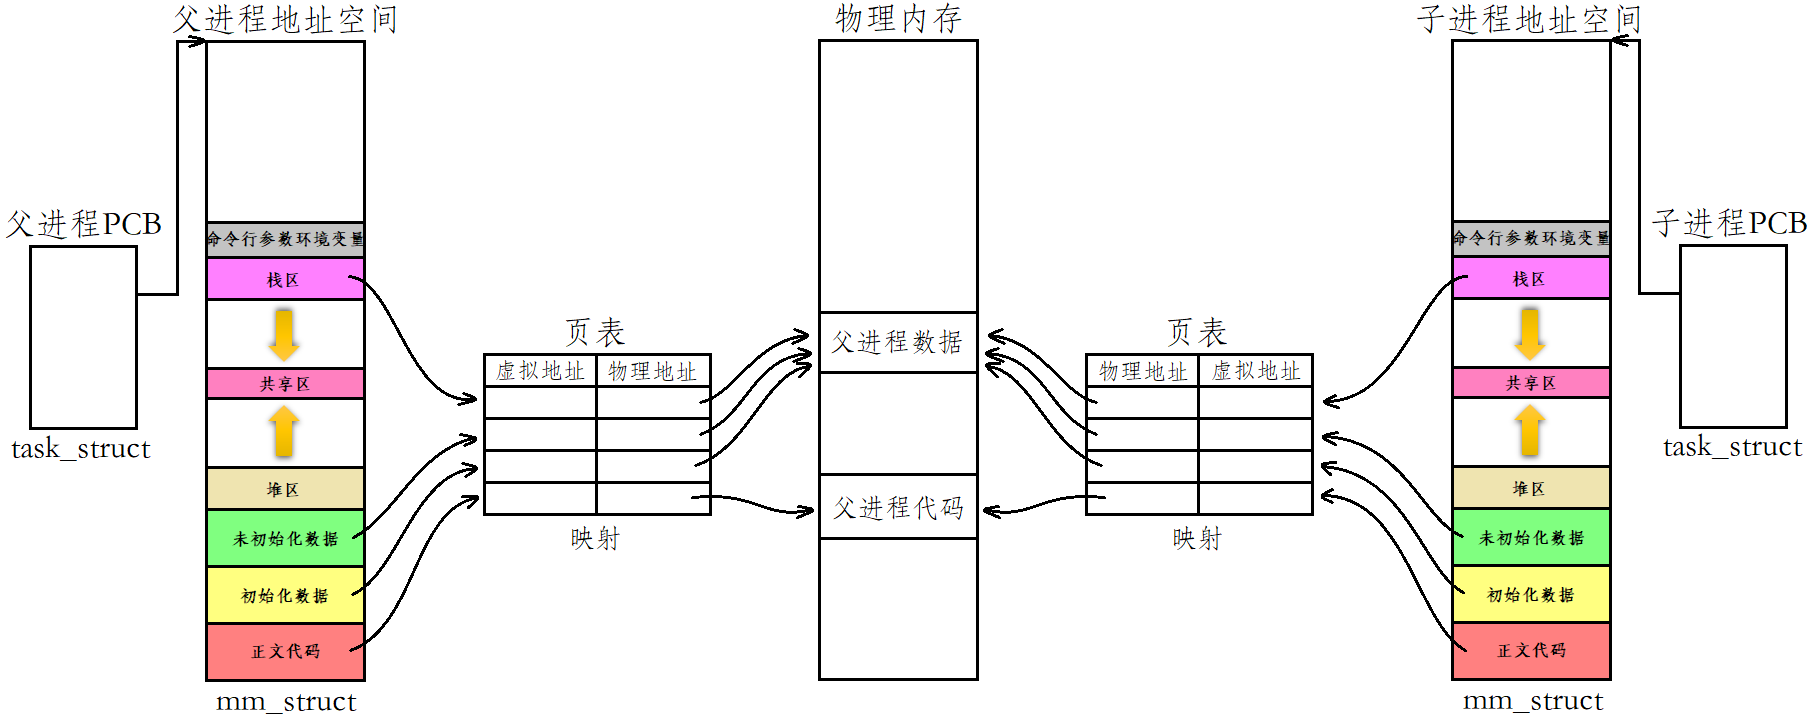 父进程地址空间
物理内存
子进程地址空间
父进程PCB
task_struct
命令行参数环境变量
栈区
共享区
堆区
未初始化数据
初始化数据
正文代码
mm_struct
页表
虚拟地址 物理地址
映射
父进程数据
父进程代码
页表
物理地址 虚拟地址
映射
命令行参数环境变量
栈区
共享区
堆区
未初始化数据
初始化数据
正文代码
mm_struct
子进程PCB
task_struct